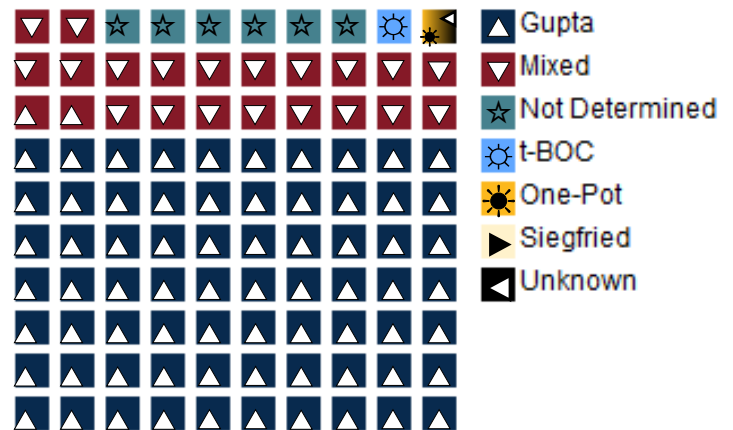 Gupta
Mixed
Not Determined
t-BOC
One-Pot
Siegfried
Unknown